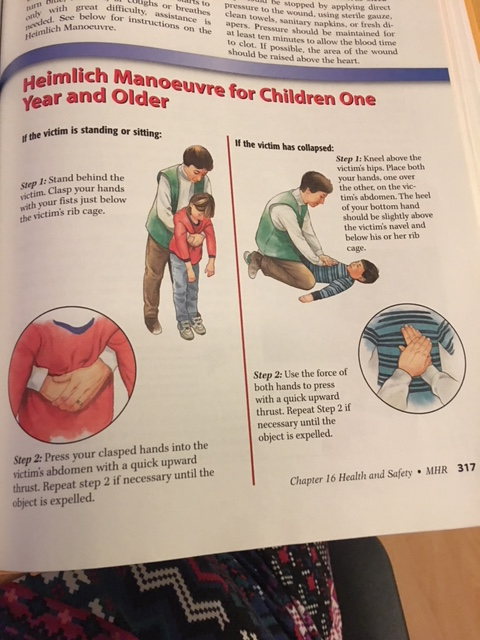 coughs or breathes
only with great difficulty, assistance is
needed. See below for instructions on the
Heimlich Manoeuvre.
be stopped by applying direct
pressure to the wound, using sterile gauze,
clean towels, sanitary napkins, or fresh di-
apers. Pressure should be maintained for
at least ten minutes to allow the blood time
to clot. If possible, the area of the wound
should be raised above the heart.
Heimlich Manoeuvre for Children One
Year and Older
If the victim is standing or sitting:
Step 1: Stand behind the
victim. Clasp your hands
with your fists just below
the victim's rib cage.
Step 2: Press your clasped hands into the
victim's abdomen with a quick upward
thrust. Repeat step 2 if necessary until the
object is expelled.
If the victim has collapsed:
Step 1: Kneel above the
victim's hips. Place both
your hands, one over
the other, on the vic-
tim's abdomen. The heel
of your bottom hand
should be slightly above
the victim's navel and
below his or her rib
cage.
Step 2: Use the force of
both hands to press
with a quick upward
thrust. Repeat Step 2 if
necessary until the
object is expelled.
Chapter 16 Health and Safety • MHR 317